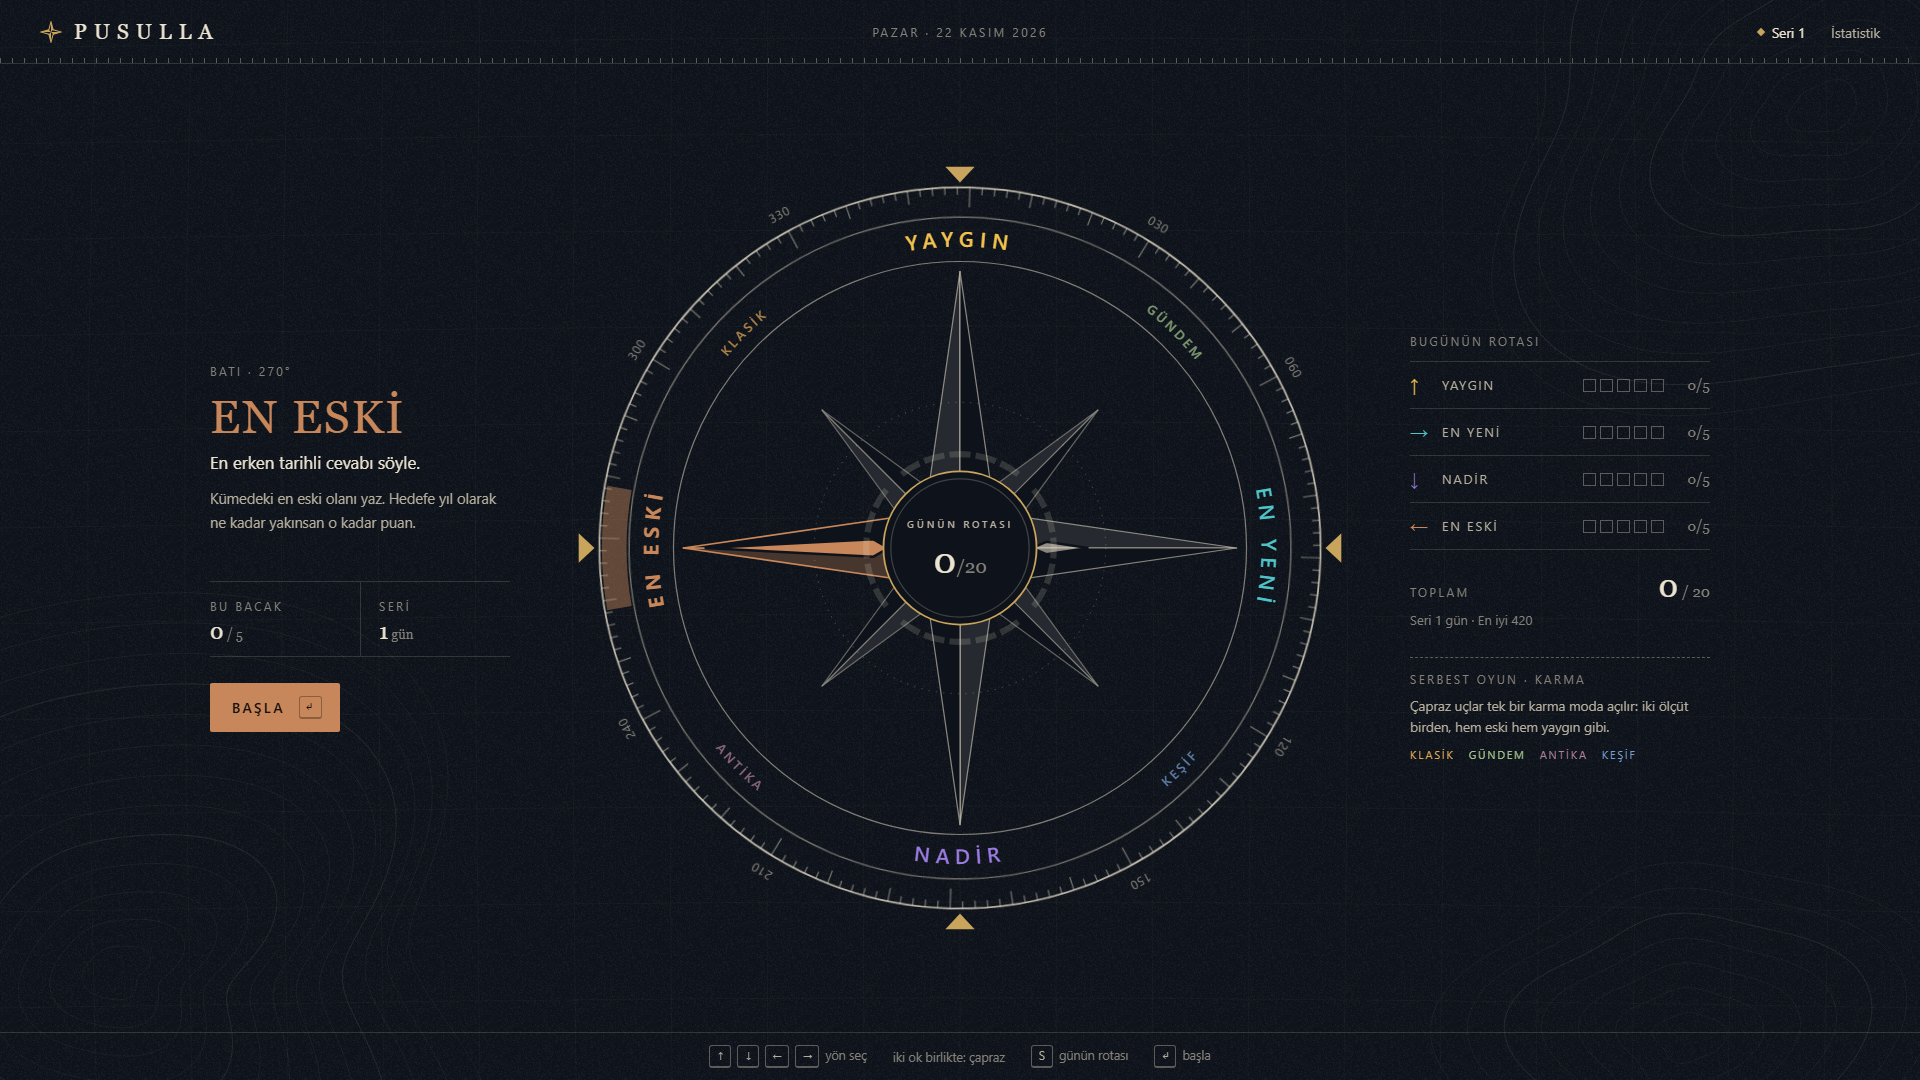 PUSULLA
PAZAR · 22 KASIM 2026
Seri 1
İstatistik
BATI · 270°
EN ESKİ
En erken tarihli cevabı söyle.
Kümedeki en eski olanı yaz. Hedefe yıl olarak
ne kadar yakınsan o kadar puan.
BU BACAK
0 / 5
SERİ
1 gün
BAŞLA ↵
330
030
300
060
240
120
210
150
YAYGIN
KLASİK
GÜNDEM
EN ESKİ
EN YENİ
GÜNÜN ROTASI
0/20
ANTİKA
KEŞİF
NADİR
BUGÜNÜN ROTASI
↑ YAYGIN 0/5
→ EN YENİ 0/5
↓ NADİR 0/5
← EN ESKİ 0/5
TOPLAM 0 / 20
Seri 1 gün · En iyi 420
SERBEST OYUN · KARMA
Çapraz uçlar tek bir karma moda açılır: iki ölçüt
birden, hem eski hem yaygın gibi.
KLASİK GÜNDEM ANTİKA KEŞİF
↑ ↓ ← → yön seç iki ok birlikte: çapraz S günün rotası ↵ başla